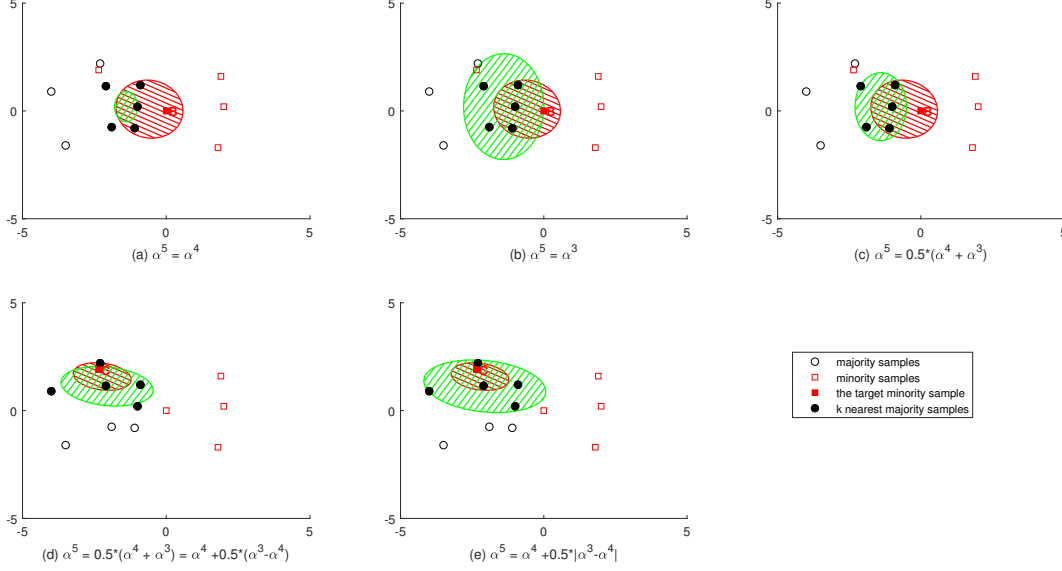 5
0
-5
-5 0 5
(a) α⁵ = α⁴
5
0
-5
-5 0 5
(b) α⁵ = α³
5
0
-5
-5 0 5
(c) α⁵ = 0.5*(α⁴ + α³)
5
0
-5
-5 0 5
(d) α⁵ = 0.5*(α⁴ + α³) = α⁴ +0.5*(α³-α⁴)
5
0
-5
-5 0 5
(e) α⁵ = α⁴ +0.5*|α³-α⁴|
majority samples
minority samples
the target minority sample
k nearest majority samples